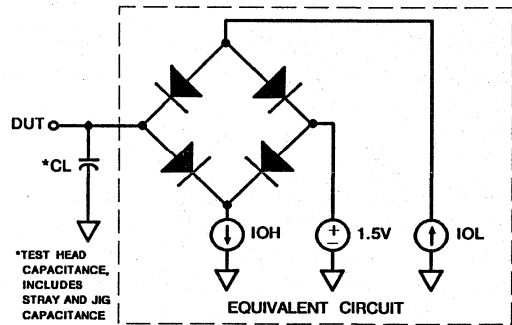 DUT
*CL
IOH
+
−
1.5V
IOL
*TEST HEAD
CAPACITANCE,
INCLUDES
STRAY AND JIG
CAPACITANCE
EQUIVALENT CIRCUIT